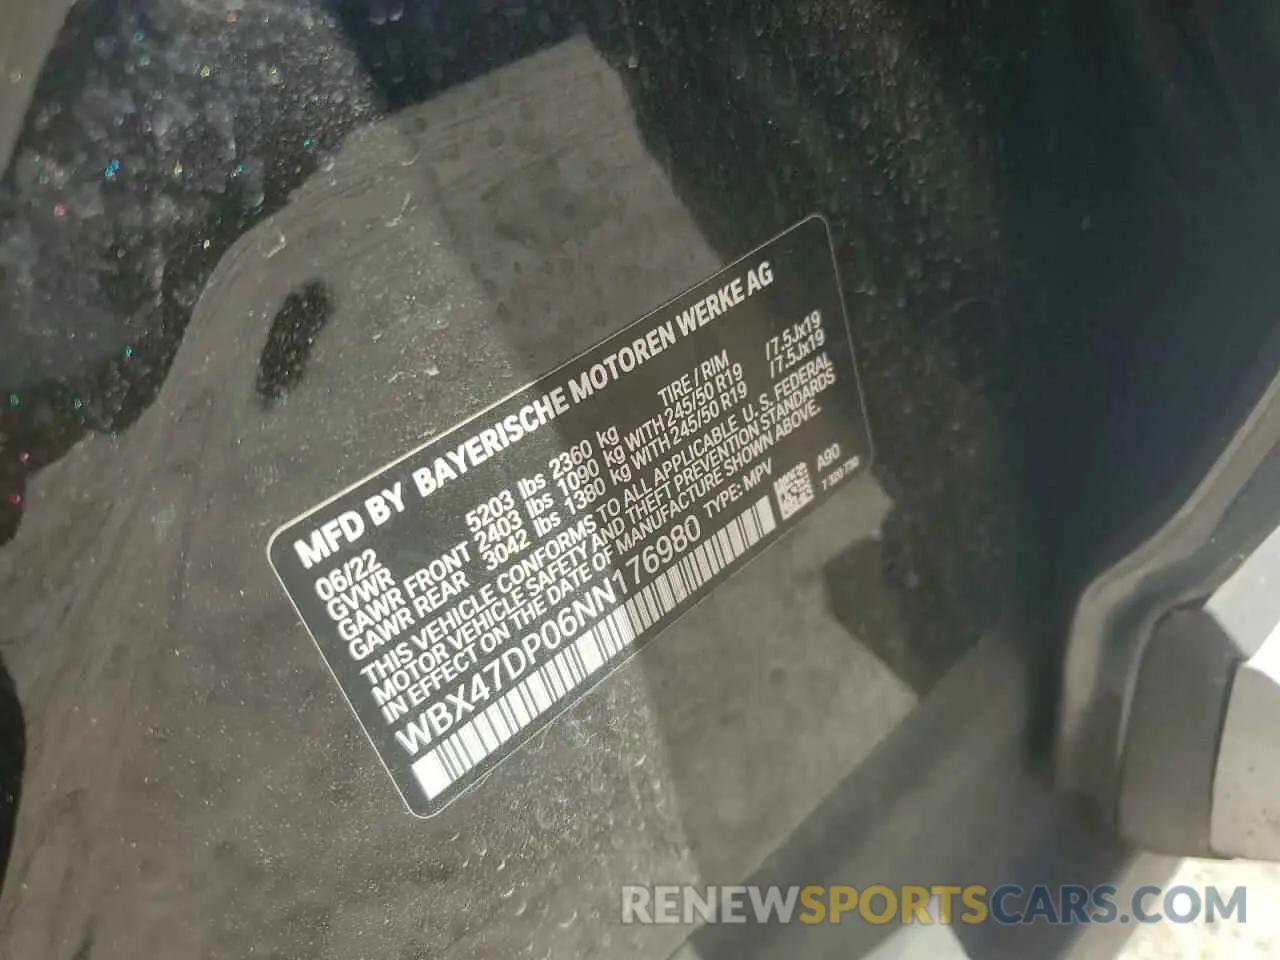 MFD BY BAYERISCHE MOTOREN WERKE AG
06/22
GVWR 5203 lbs 2360 kg TIRE / RIM
GAWR FRONT 2403 lbs 1090 kg WITH 245/50 R19 /7.5Jx19
GAWR REAR 3042 lbs 1380 kg WITH 245/50 R19 /7.5Jx19
THIS VEHICLE CONFORMS TO ALL APPLICABLE U. S. FEDERAL
MOTOR VEHICLE SAFETY AND THEFT PREVENTION STANDARDS
IN EFFECT ON THE DATE OF MANUFACTURE SHOWN ABOVE.
WBX47DP06NN176980 TYPE: MPV A90
RENEWSPORTSCARS.COM